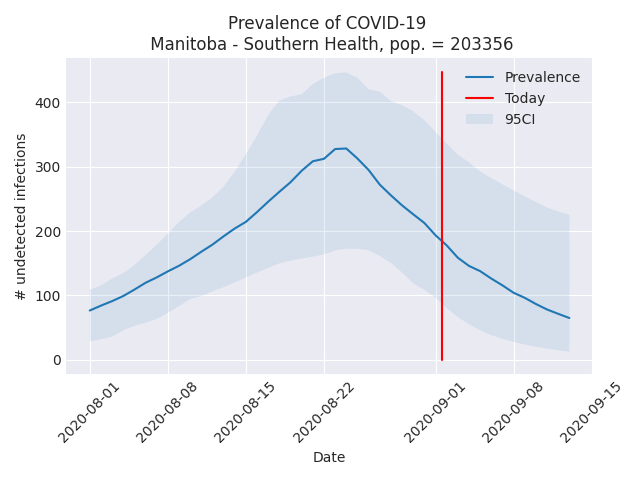 Prevalence of COVID-19
Manitoba - Southern Health, pop. = 203356
Prevalence
Today
95CI
# undetected infections
400
300
200
100
0
2020-08-01
2020-08-08
2020-08-15
2020-08-22
2020-09-01
2020-09-08
2020-09-15
Date